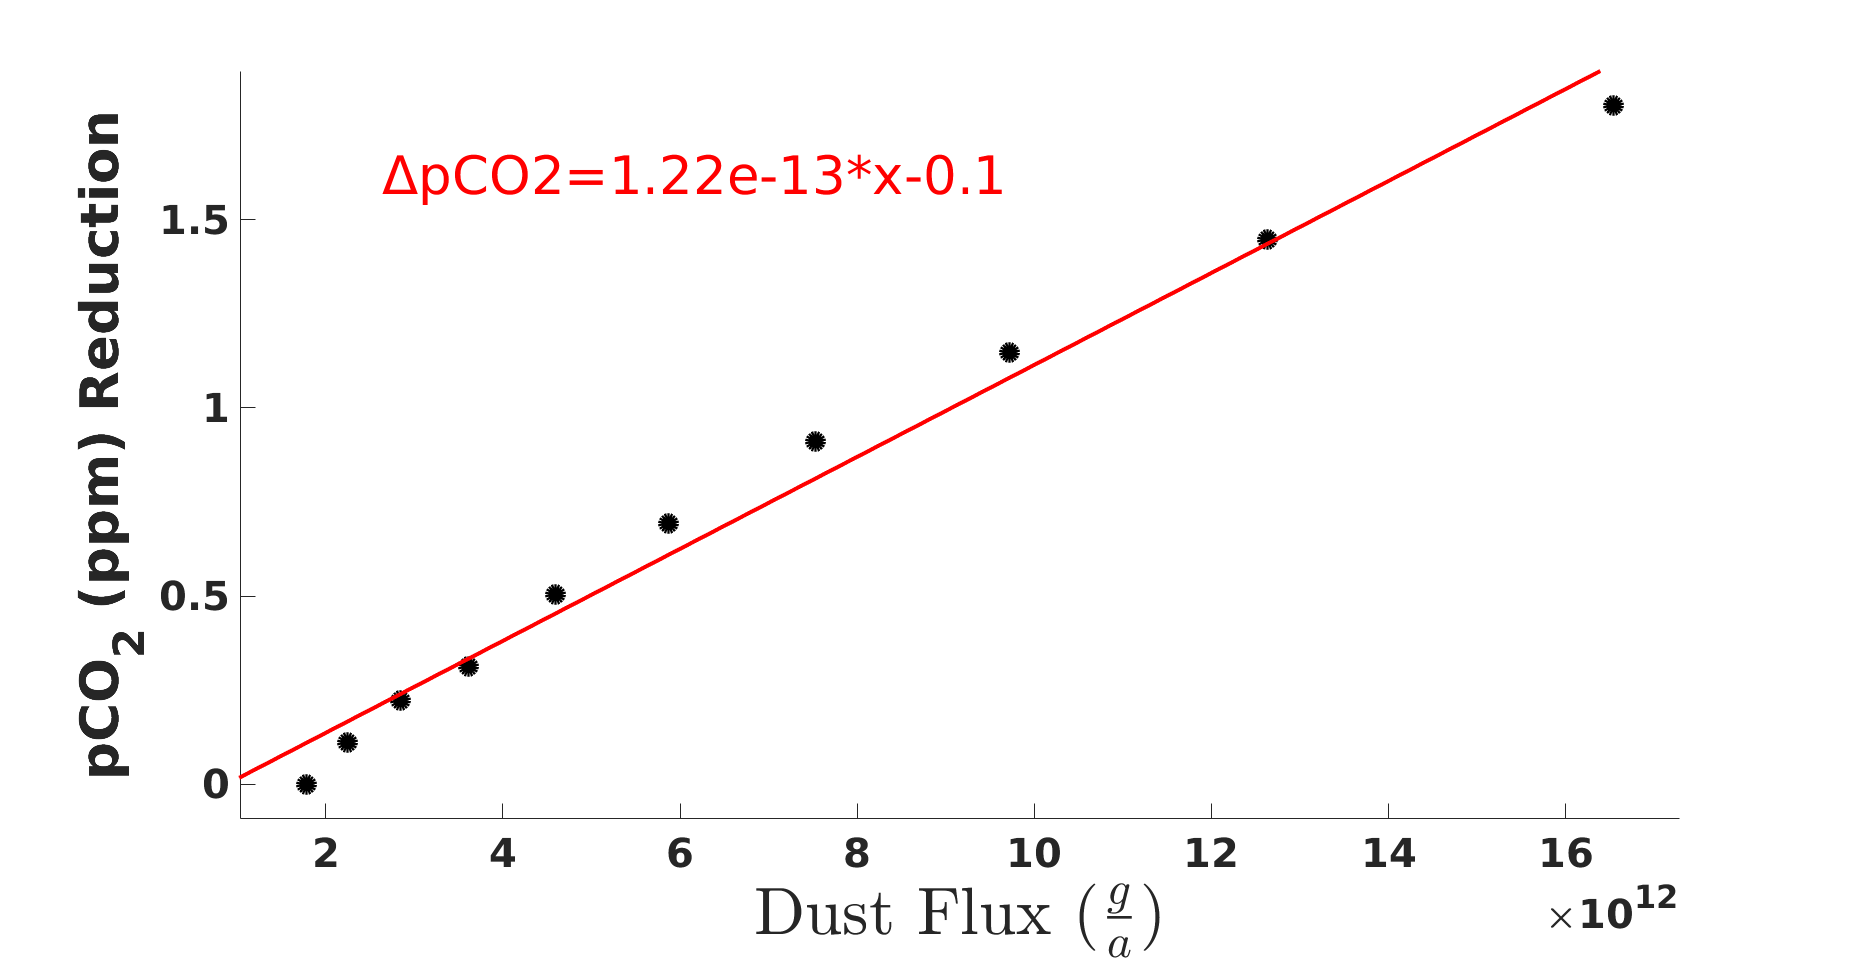 pCO2 (ppm) Reduction
ΔpCO2=1.22e-13*x-0.1
1.5
1
0.5
0
2 4 6 8 10 12 14 16
×10^12
Dust Flux (g/a)